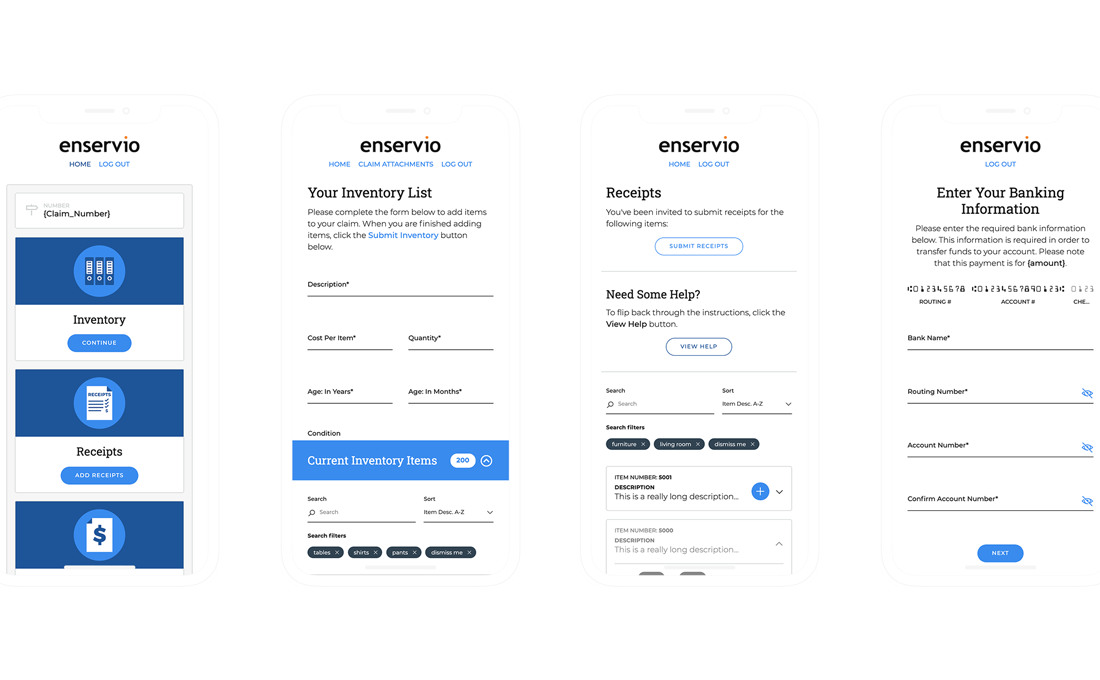 enservio
HOME LOG OUT
NUMBER
{Claim_Number}
Inventory
CONTINUE
RECEIPTS
Receipts
ADD RECEIPTS
$
enservio
HOME CLAIM ATTACHMENTS LOG OUT
Your Inventory List
Please complete the form below to add items
to your claim. When you are finished adding
items, click the Submit Inventory button
below.
Description*
Cost Per Item* Quantity*
Age: In Years* Age: In Months*
Condition
Current Inventory Items 200
Search Sort
Search Item Desc. A-Z
Search filters
tables × shirts × pants × dismiss me ×
enservio
HOME LOG OUT
Receipts
You've been invited to submit receipts for the
following items:
SUBMIT RECEIPTS
Need Some Help?
To flip back through the instructions, click the
View Help button.
VIEW HELP
Search Sort
Search Item Desc. A-Z
Search filters
furniture × living room × dismiss me ×
ITEM NUMBER: 5001
DESCRIPTION
This is a really long description...
ITEM NUMBER: 5000
DESCRIPTION
This is a really long description...
enservio
LOG OUT
Enter Your Banking
Information
Please enter the required bank information
below. This information is required in order to
transfer funds to your account. Please note
that this payment is for {amount}.
⑆012345678 ⑆01234567890123⑆ 0123
ROUTING # ACCOUNT # CHE...
Bank Name*
Routing Number*
Account Number*
Confirm Account Number*
NEXT